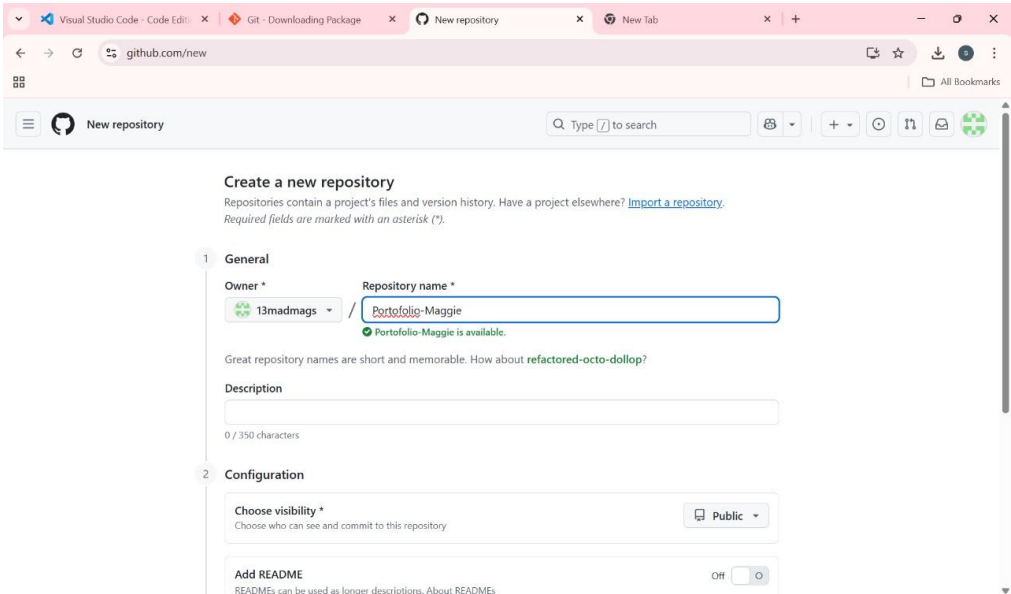 Visual Studio Code - Code Editi
Git - Downloading Package
New repository
New Tab
github.com/new
S
All Bookmarks
New repository
Type / to search
Create a new repository
Repositories contain a project's files and version history. Have a project elsewhere? Import a repository.
Required fields are marked with an asterisk (*).
1 General
Owner * Repository name *
13madmags / Portofolio-Maggie
Portofolio-Maggie is available.
Great repository names are short and memorable. How about refactored-octo-dollop?
Description
0 / 350 characters
2 Configuration
Choose visibility *
Public
Choose who can see and commit to this repository
Add README
Off
READMEs can be used as longer descriptions. About READMEs